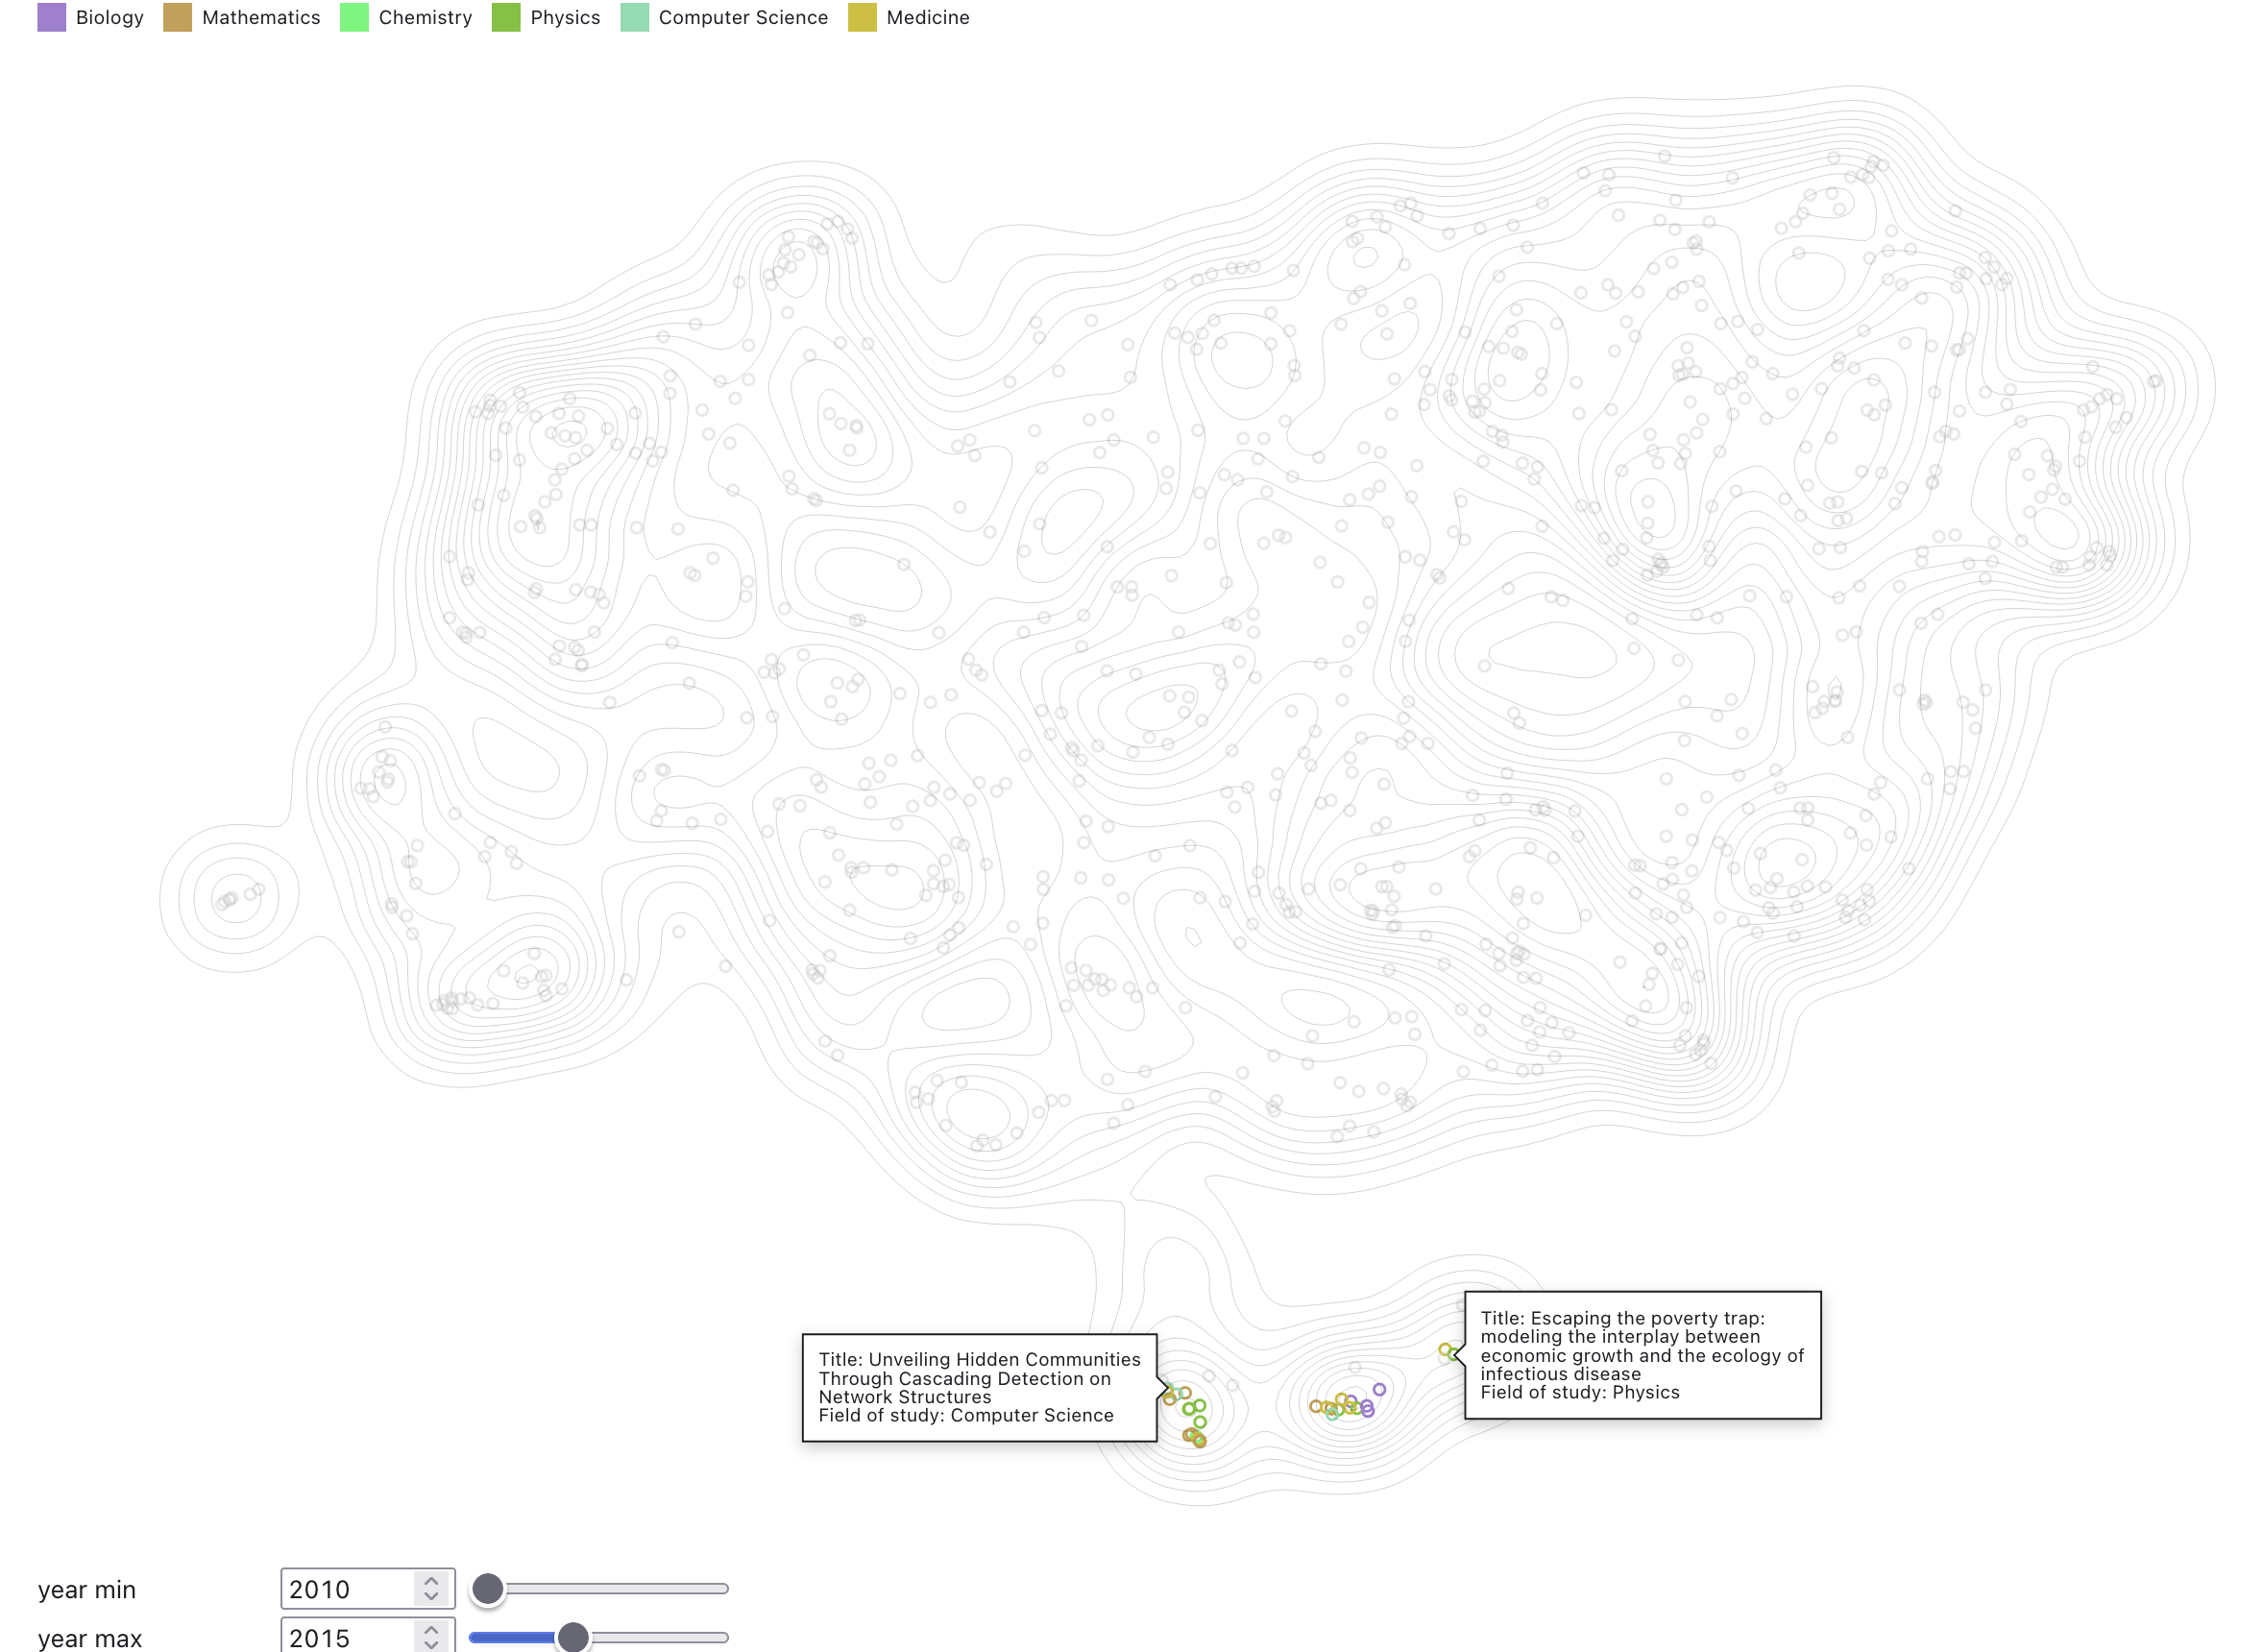 Biology Mathematics Chemistry Physics Computer Science Medicine
Title: Escaping the poverty trap:
modeling the interplay between
economic growth and the ecology of
infectious disease
Field of study: Physics
Title: Unveiling Hidden Communities
Through Cascading Detection on
Network Structures
Field of study: Computer Science
year min 2010
year max 2015